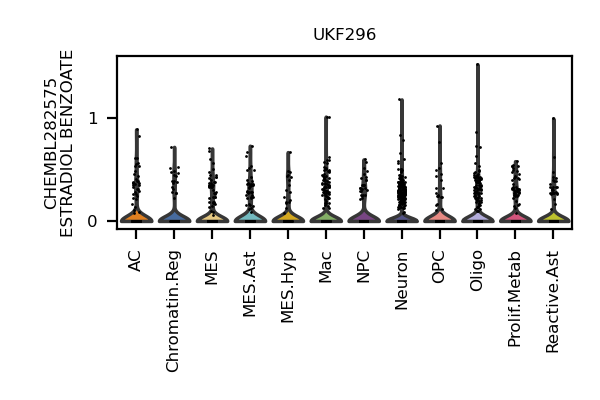 UKF296
CHEMBL282575
ESTRADIOL BENZOATE
1
0
AC
Chromatin.Reg
MES
MES.Ast
MES.Hyp
Mac
NPC
Neuron
OPC
Oligo
Prolif.Metab
Reactive.Ast